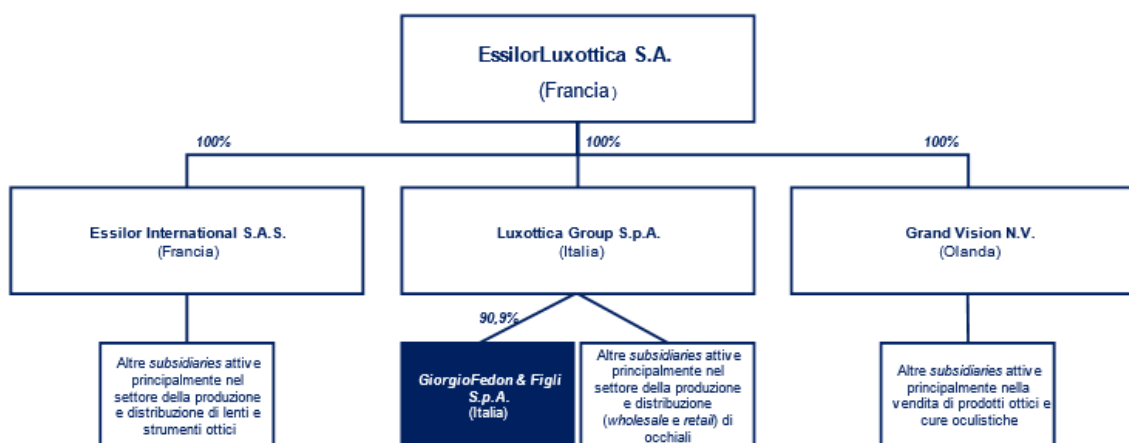 EssilorLuxottica S.A.
(Francia)
100%
100%
100%
Essilor International S.A.S.
(Francia)
Luxottica Group S.p.A.
(Italia)
Grand Vision N.V.
(Olanda)
90,9%
Altre subsidiaries attive
principalmente nel
settore della produzione
e distribuzione di lenti e
strumenti ottici
GiorgioFedon & Figli
S.p.A.
(Italia)
Altre subsidiaries attive
principalmente nel
settore della produzione
e distribuzione
(wholesale e retail) di
occhiali
Altre subsidiaries attive
principalmente nella
vendita di prodotti ottici e
cure oculistiche